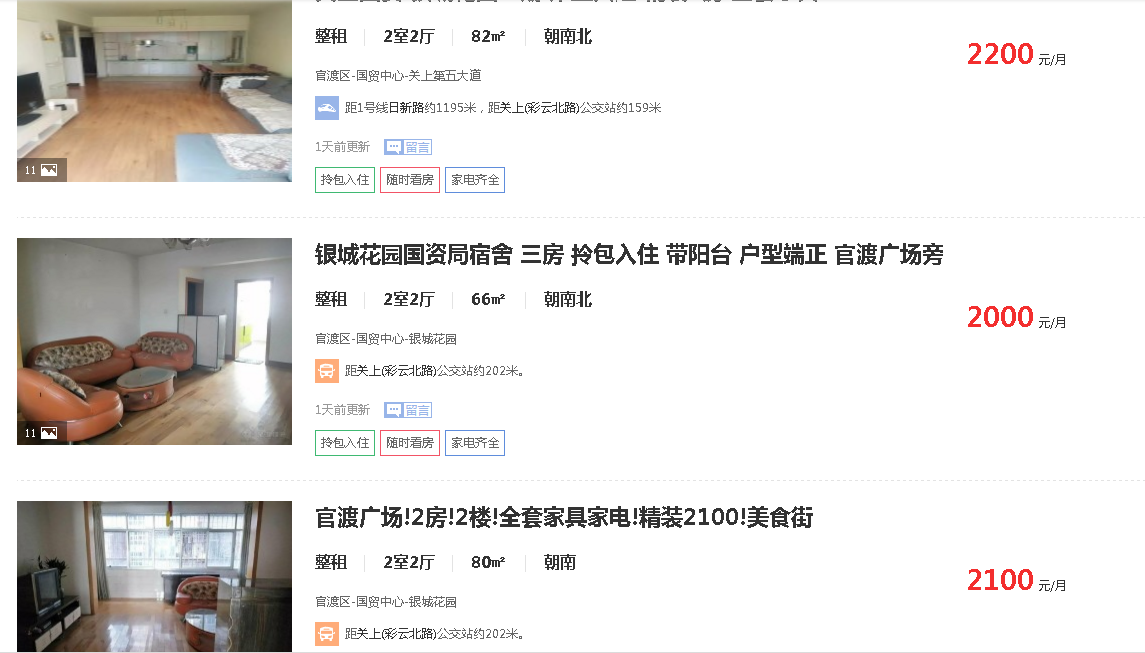 整租 2室2厅 82m² 朝南北
2200 元/月
官渡区-国贸中心-关上第五大道
距1号线日新路约1195米，距关上(彩云北路)公交站约159米
1天前更新 留言
11
拎包入住 随时看房 家电齐全
银城花园国资局宿舍 三房 拎包入住 带阳台 户型端正 官渡广场旁
整租 2室2厅 66m² 朝南北
2000 元/月
官渡区-国贸中心-银城花园
距关上(彩云北路)公交站约202米。
1天前更新 留言
11
拎包入住 随时看房 家电齐全
官渡广场!2房!2楼!全套家具家电!精装2100!美食街
整租 2室2厅 80m² 朝南
2100 元/月
官渡区-国贸中心-银城花园
距关上(彩云北路)公交站约202米。